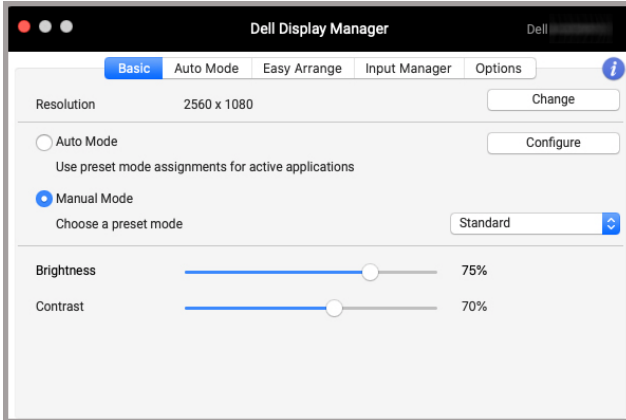 Dell Display Manager
Dell
Basic Auto Mode Easy Arrange Input Manager Options i
Resolution 2560 x 1080 Change
Auto Mode Configure
Use preset mode assignments for active applications
Manual Mode
Choose a preset mode Standard
Brightness 75%
Contrast 70%